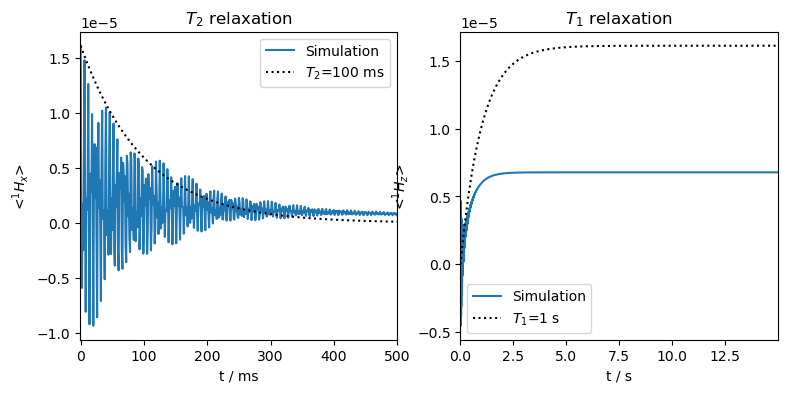 T₂ relaxation
1e−5
1.5
1.0
0.5
0.0
−0.5
−1.0
<¹Hₓ>
Simulation
T₂=100 ms
0
100
200
300
400
500
t / ms
T₁ relaxation
1e−5
1.5
1.0
0.5
0.0
−0.5
<¹H_z>
Simulation
T₁=1 s
0.0
2.5
5.0
7.5
10.0
12.5
t / s